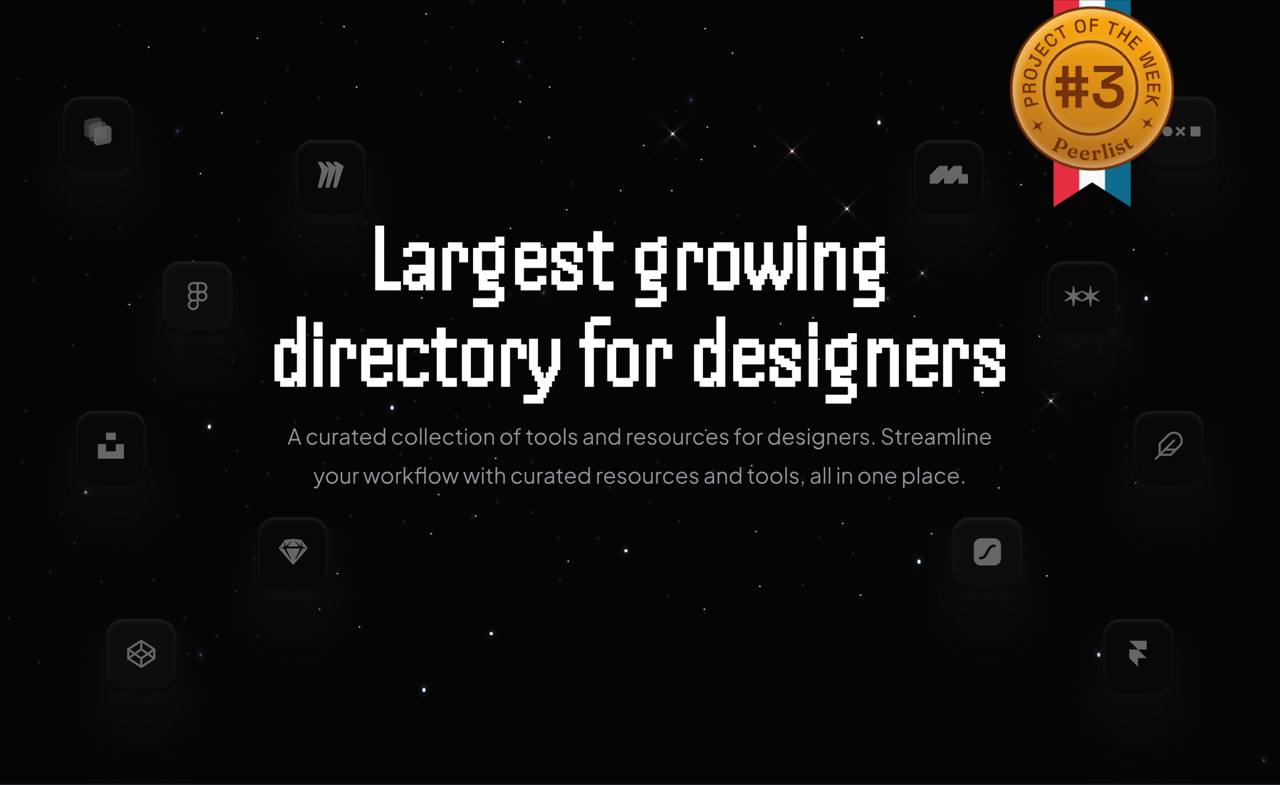 PROJECT OF THE WEEK
#3
Peerlist
Largest growing
directory for designers
A curated collection of tools and resources for designers. Streamline
your workflow with curated resources and tools, all in one place.